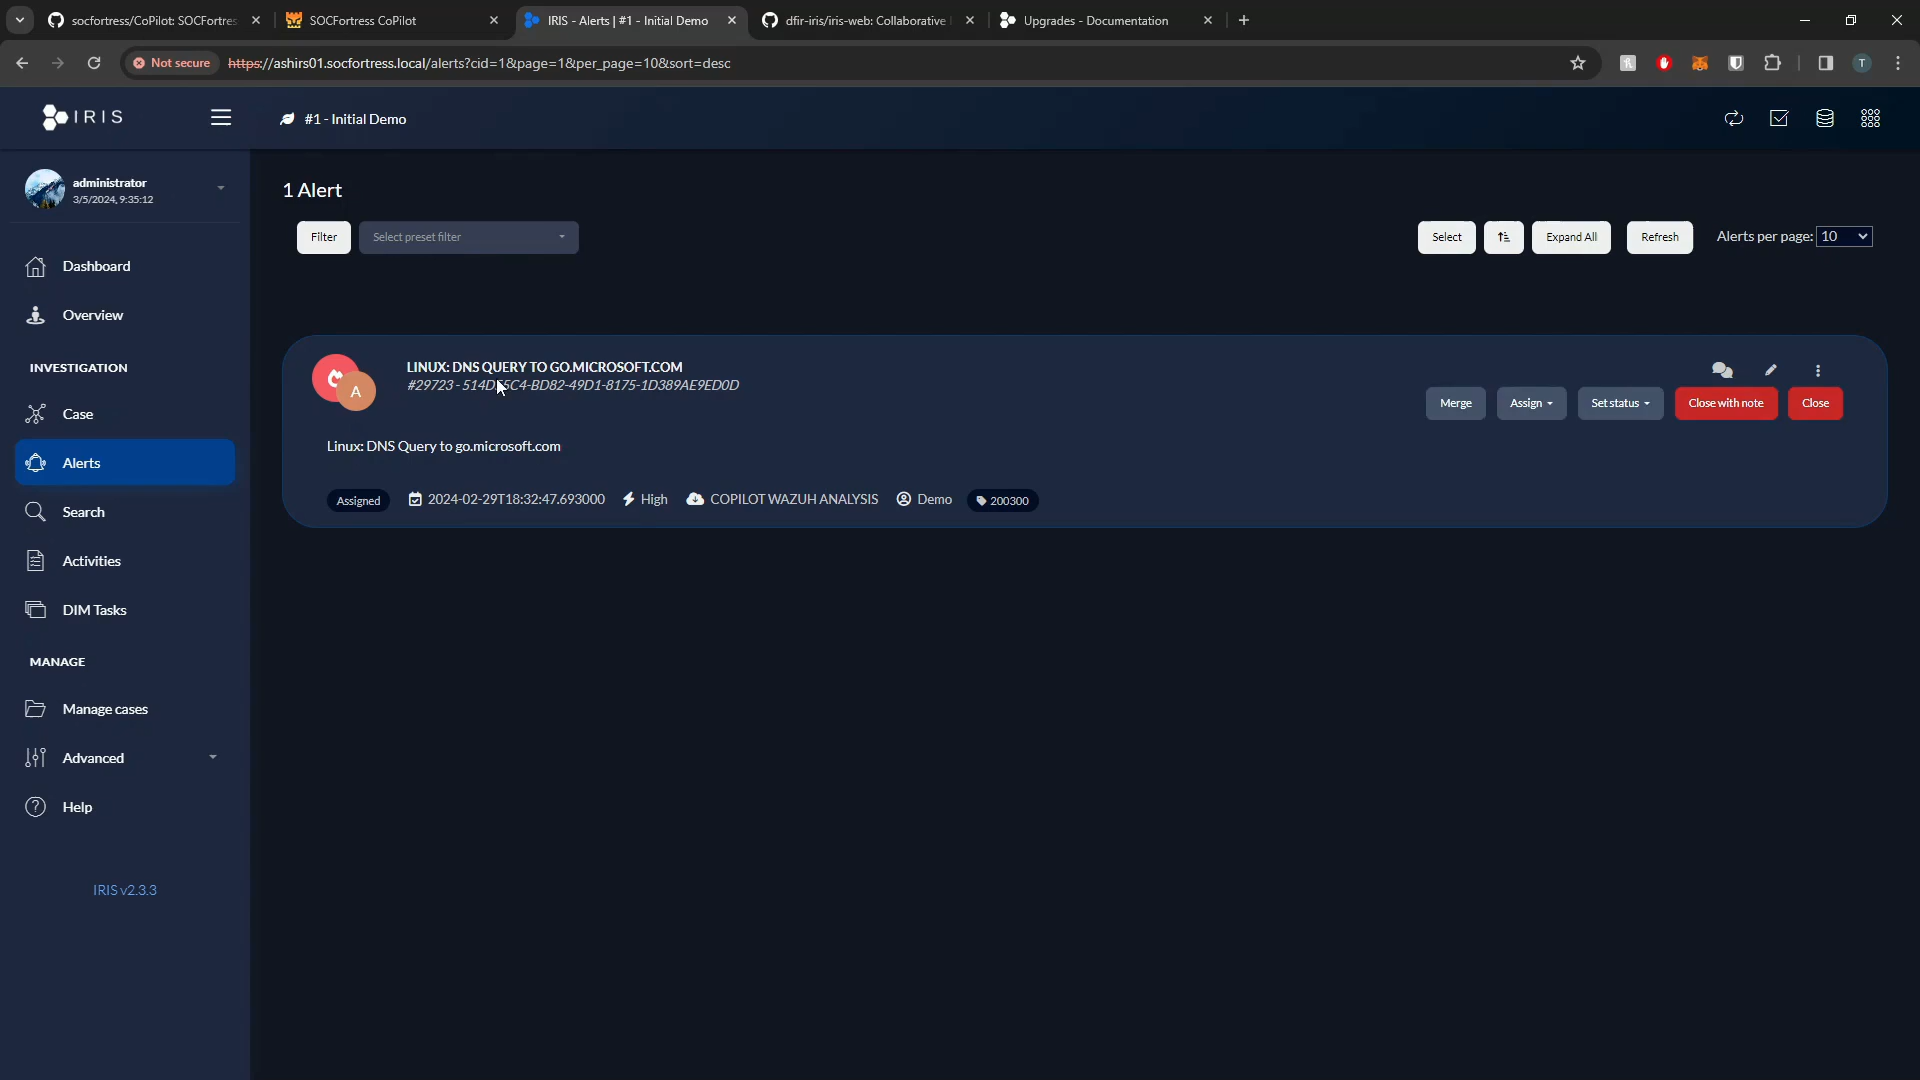 socfortress/CoPilot: SOCFortres
SOCFortress CoPilot
IRIS - Alerts | #1 - Initial Demo
dfir-iris/iris-web: Collaborative
Upgrades - Documentation
Not secure
https://ashirs01.socfortress.local/alerts?cid=1&page=1&per_page=10&sort=desc
T
IRIS
#1 - Initial Demo
administrator
3/5/2024, 9:35:12
Dashboard
Overview
INVESTIGATION
Case
Alerts
Search
Activities
DIM Tasks
MANAGE
Manage cases
Advanced
Help
IRIS v2.3.3
1 Alert
Filter
Select preset filter
Select
Expand All
Refresh
Alerts per page: 10
A
LINUX: DNS QUERY TO GO.MICROSOFT.COM
Merge
Assign
Set status
Close with note
Close
Linux: DNS Query to go.microsoft.com
Assigned
2024-02-29T18:32:47.693000
High
COPILOT WAZUH ANALYSIS
Demo
200300